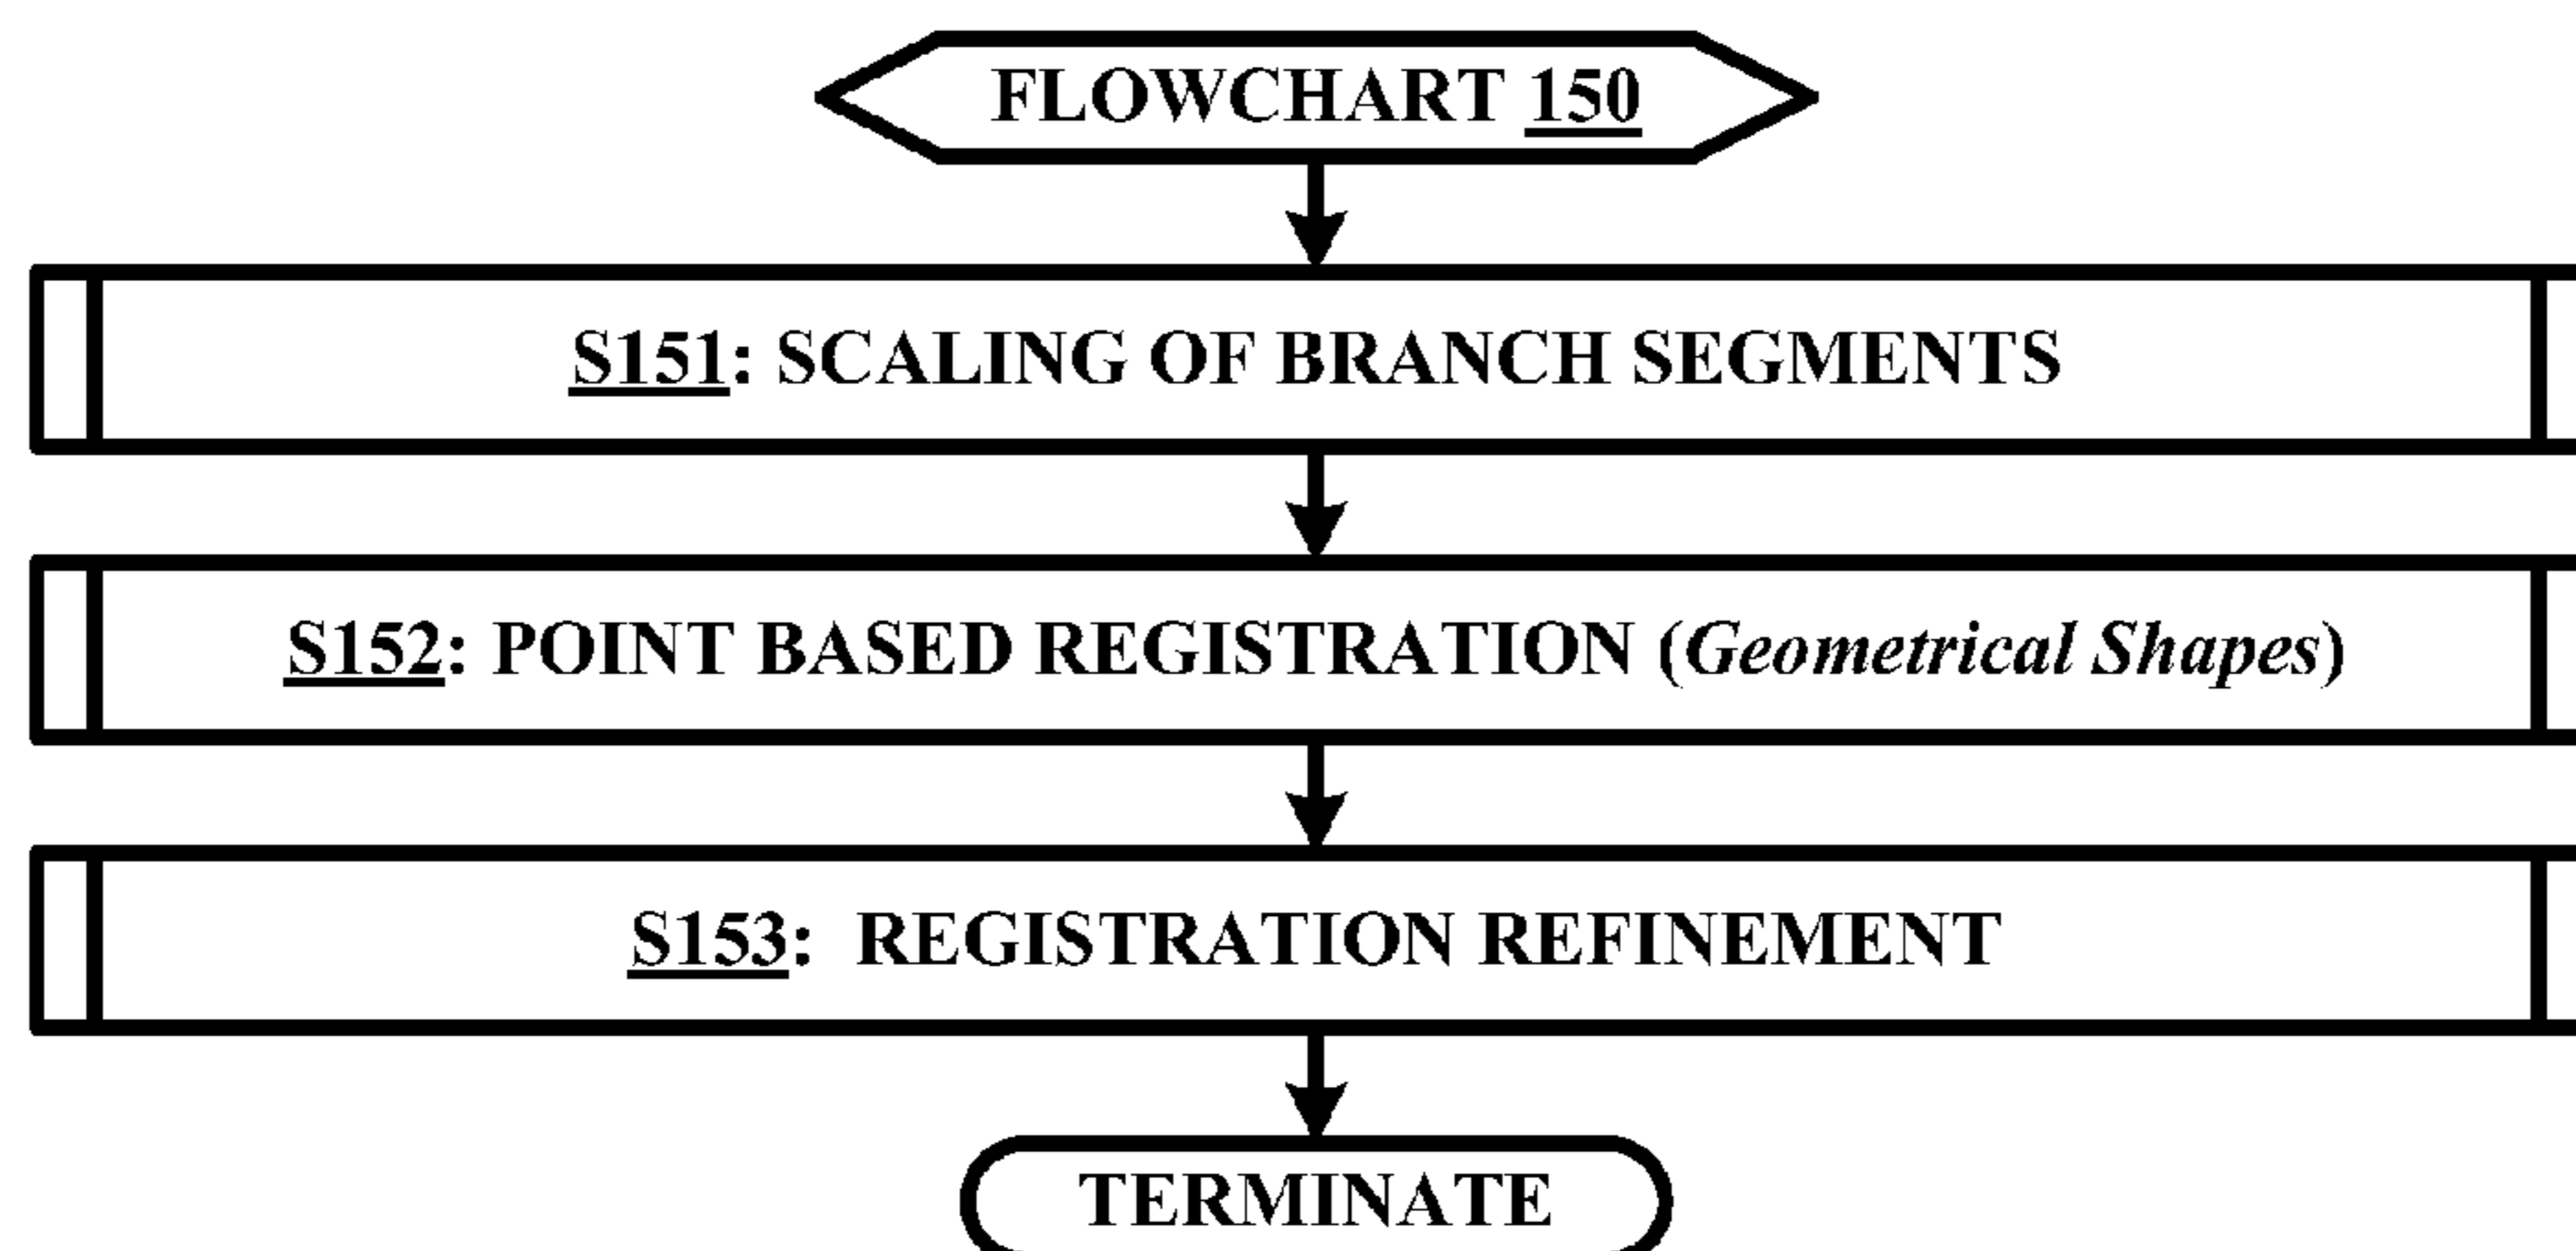 FLOWCHART 150
S151: SCALING OF BRANCH SEGMENTS
S152: POINT BASED REGISTRATION (Geometrical Shapes)
S153: REGISTRATION REFINEMENT
TERMINATE